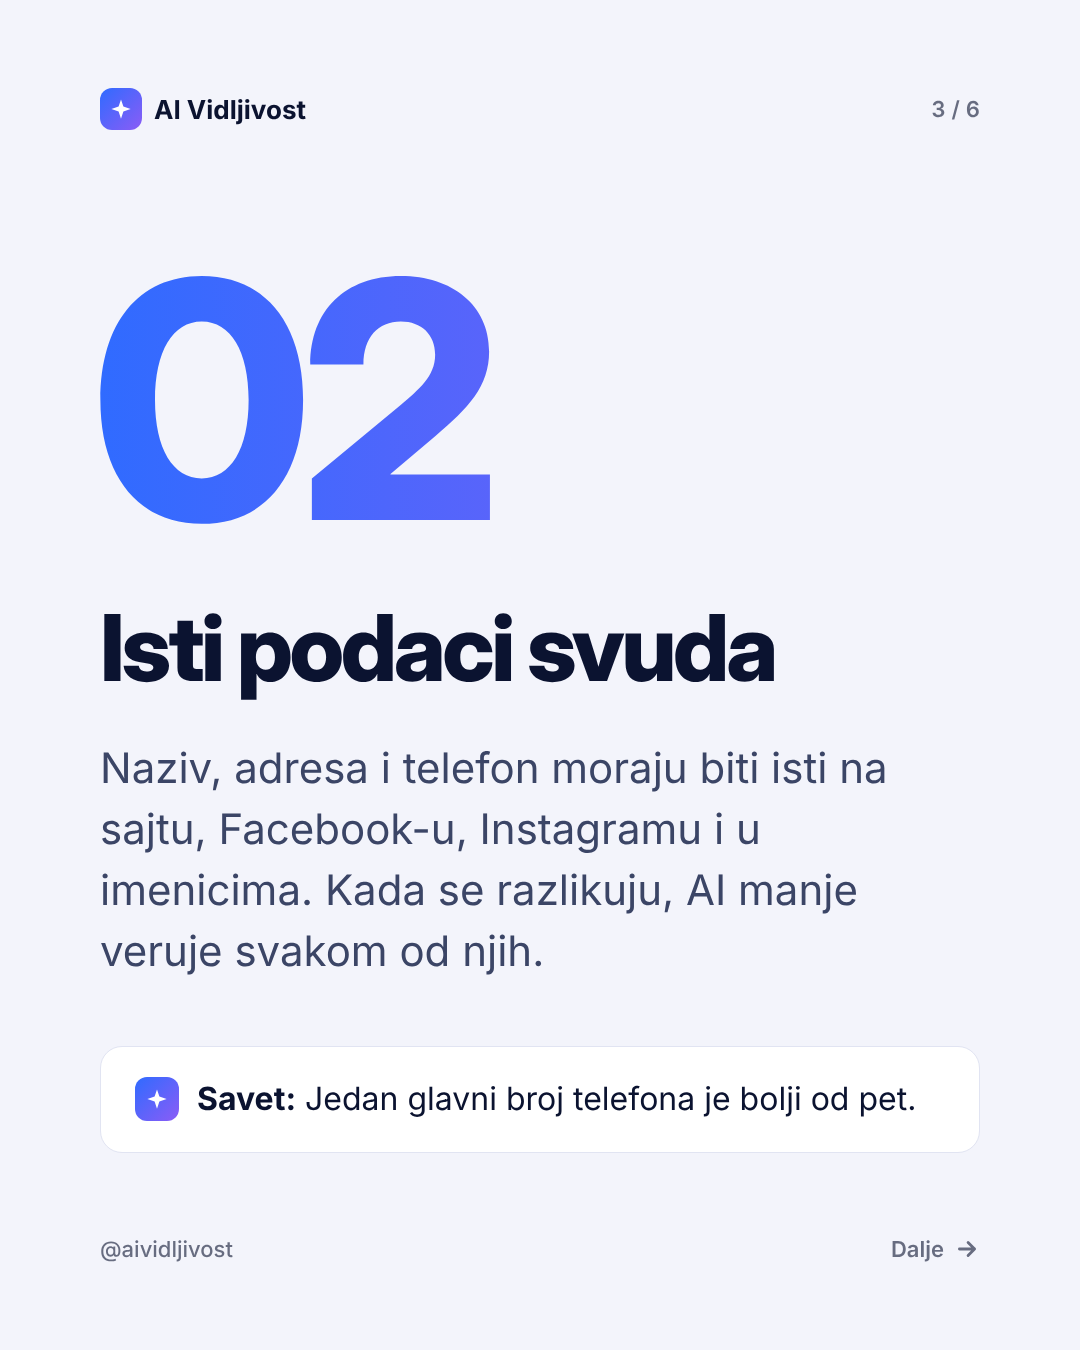 AI Vidljivost
3 / 6
02
Isti podaci svuda
Naziv, adresa i telefon moraju biti isti na
sajtu, Facebook-u, Instagramu i u
imenicima. Kada se razlikuju, AI manje
veruje svakom od njih.
Savet: Jedan glavni broj telefona je bolji od pet.
@aividljivost
Dalje →